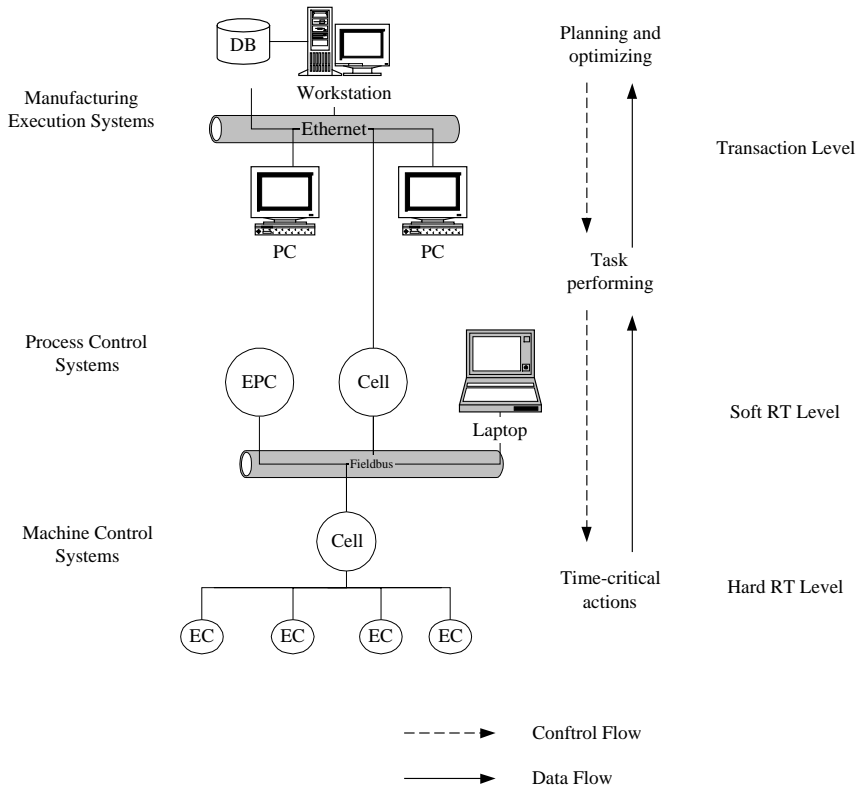 DB
Planning and
optimizing
Manufacturing
Execution Systems
Workstation
Ethernet
Transaction Level
PC
PC
Task
performing
Process Control
Systems
EPC
Cell
Laptop
Soft RT Level
Fieldbus
Machine Control
Systems
Cell
Time-critical
actions
Hard RT Level
EC
EC
EC
EC
Conftrol Flow
Data Flow